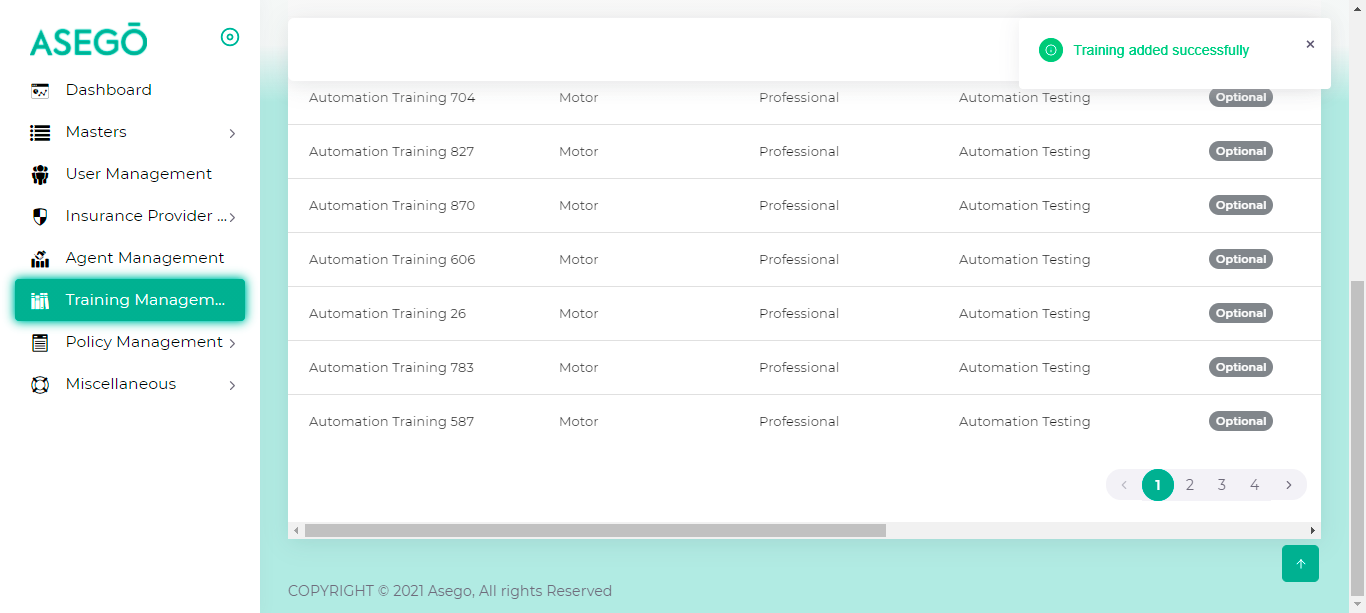 ASEGŌ
Dashboard
Masters
User Management
Insurance Provider ...
Agent Management
Training Managem...
Policy Management
Miscellaneous
Training added successfully
×
Automation Training 704 Motor Professional Automation Testing Optional
Automation Training 827 Motor Professional Automation Testing Optional
Automation Training 870 Motor Professional Automation Testing Optional
Automation Training 606 Motor Professional Automation Testing Optional
Automation Training 26 Motor Professional Automation Testing Optional
Automation Training 783 Motor Professional Automation Testing Optional
Automation Training 587 Motor Professional Automation Testing Optional
1 2 3 4
COPYRIGHT © 2021 Asego, All rights Reserved